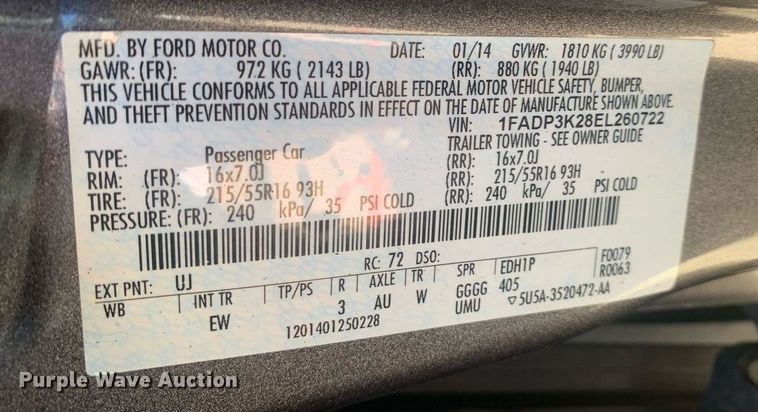 MFD. BY FORD MOTOR CO. DATE: 01/14 GVWR: 1810 KG ( 3990 LB)
GAWR: (FR): 972 KG ( 2143 LB) (RR): 880 KG ( 1940 LB)
THIS VEHICLE CONFORMS TO ALL APPLICABLE FEDERAL MOTOR VEHICLE SAFETY, BUMPER,
AND THEFT PREVENTION STANDARDS IN EFFECT ON THE DATE OF MANUFACTURE SHOWN ABOVE.
VIN: 1FADP3K28EL260722
TYPE: Passenger Car TRAILER TOWING - SEE OWNER GUIDE
RIM: (FR): 16x7.0J (RR): 16x7.0J
TIRE: (FR): 215/55R16 93H (RR): 215/55R16 93H
PRESSURE: (FR): 240 kPa/ 35 PSI COLD (RR): 240 kPa/ 35 PSI COLD
EXT PNT: UJ RC: 72 DSO: F0079
WB INT TR TP/PS R AXLE TR SPR EDH1P R0063
EW 3 AU W GGGG 405
1201401250228 UMU ▽ 5U5A-3520472-AA
Purple Wave Auction